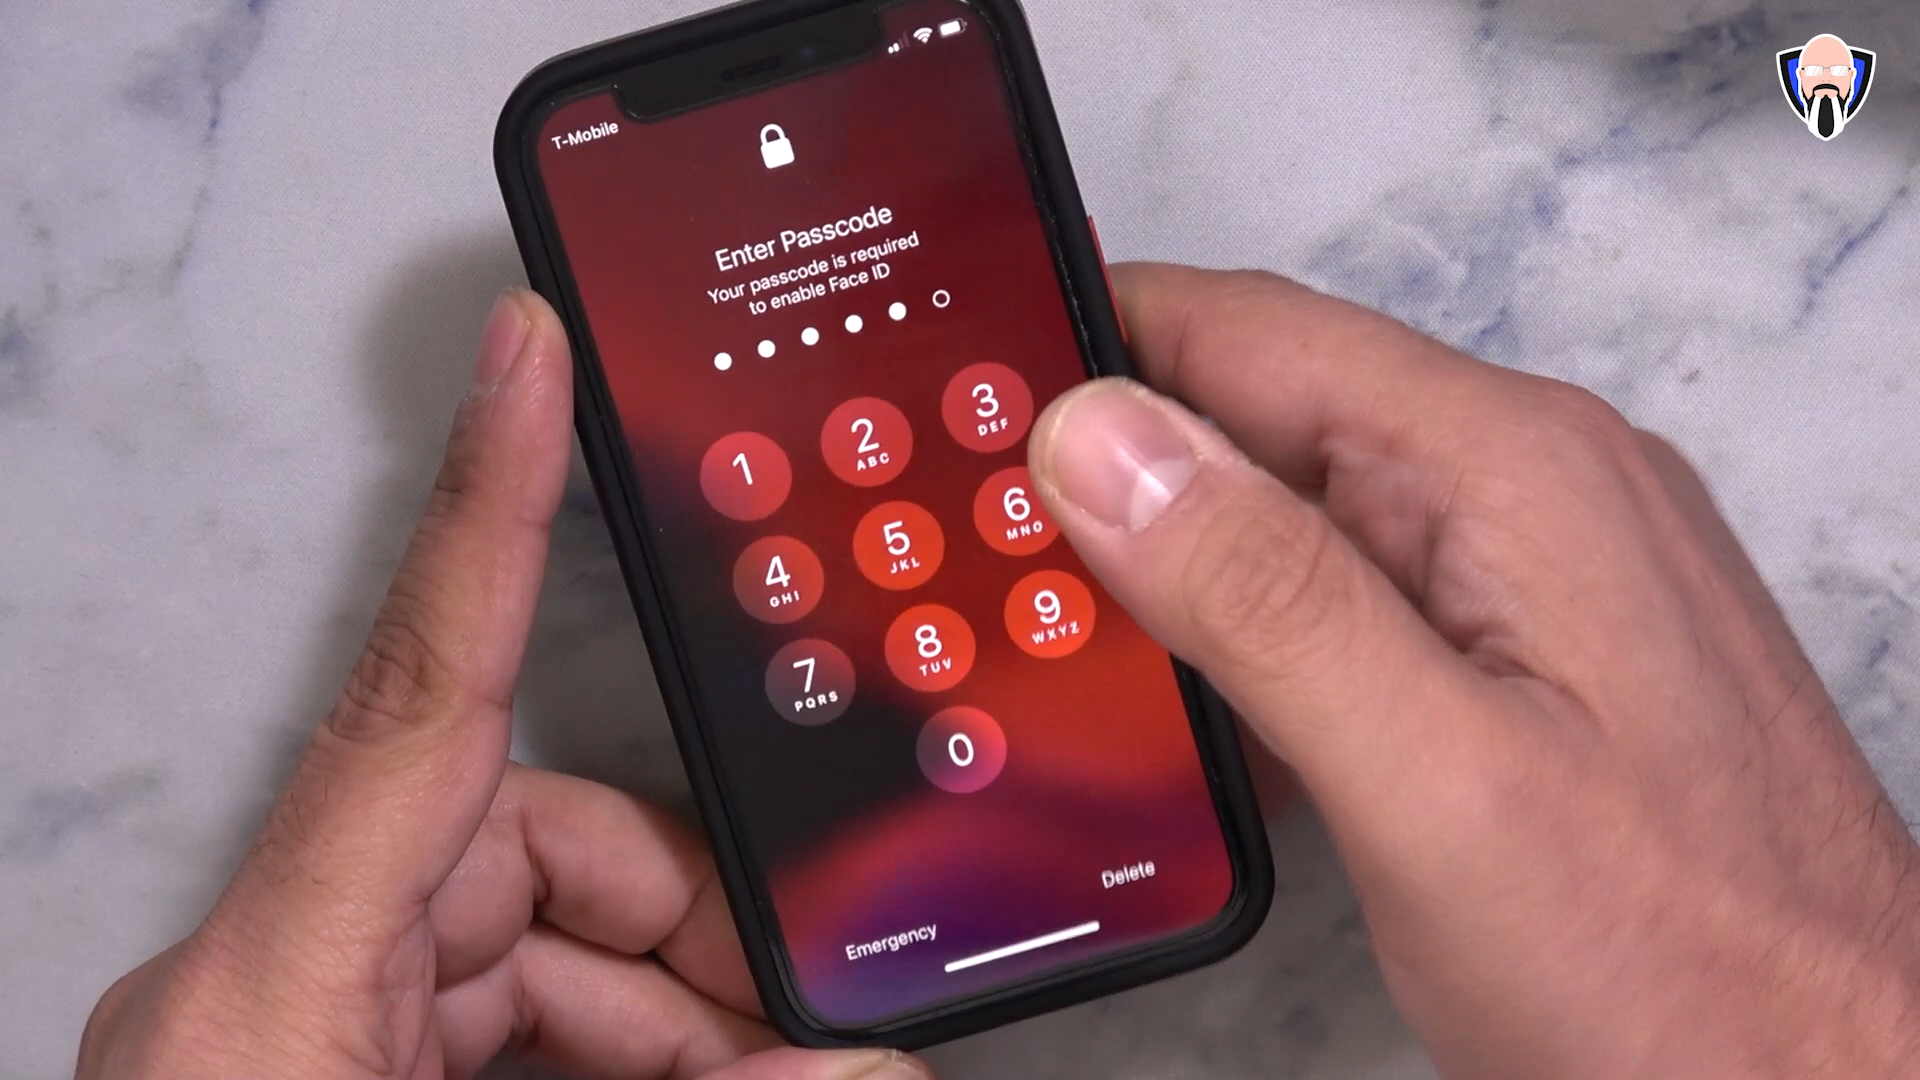 T-Mobile
Enter Passcode
Your passcode is required
to enable Face ID
1
2
ABC
3
DEF
4
GHI
5
JKL
6
MNO
7
PQRS
8
TUV
9
WXYZ
0
Emergency
Delete